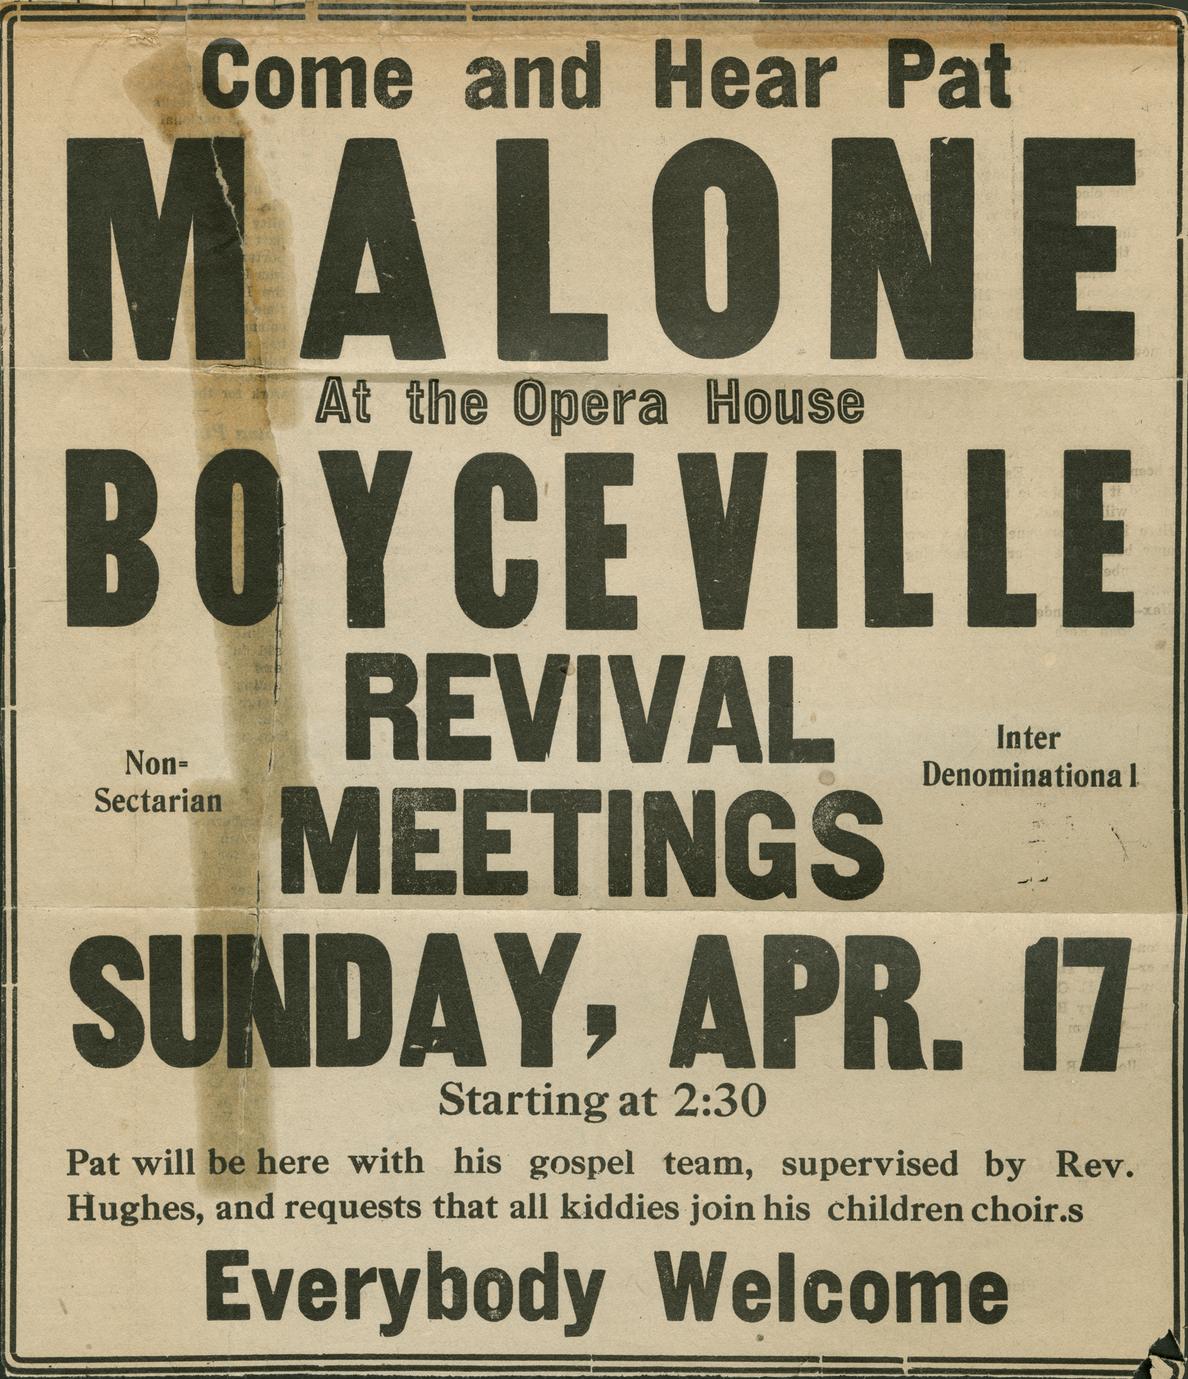 Come and Hear Pat
MALONE
At the Opera House
BOYCEVILLE
REVIVAL
MEETINGS
Non-
Sectarian
Inter
Denominational
SUNDAY, APR. 17
Starting at 2:30
Pat will be here with his gospel team, supervised by Rev.
Hughes, and requests that all kiddies join his children choir.s
Everybody Welcome